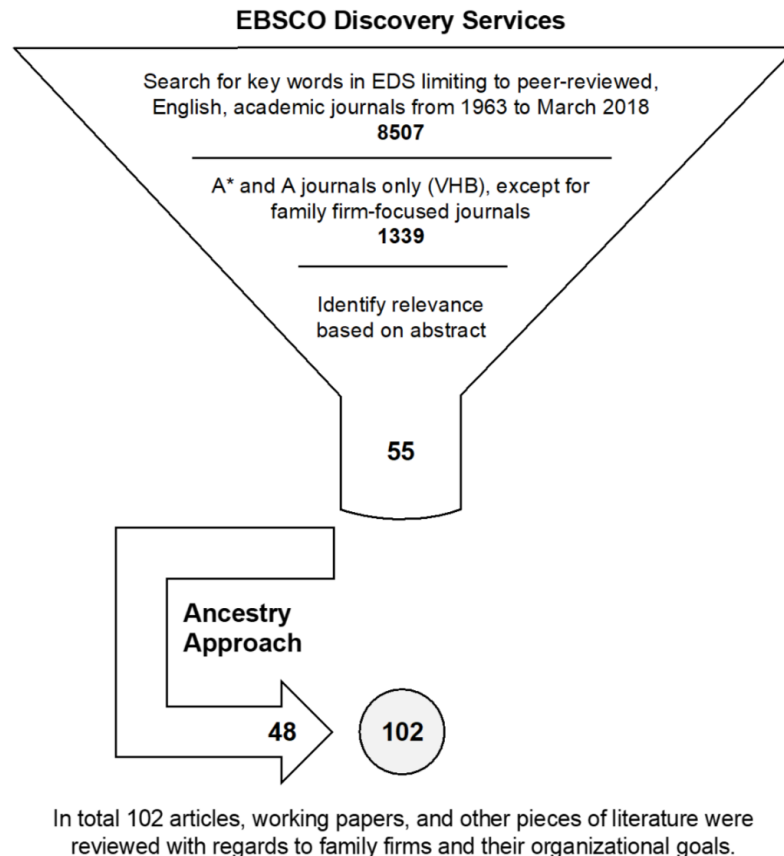 EBSCO Discovery Services
Search for key words in EDS limiting to peer-reviewed,
English, academic journals from 1963 to March 2018
8507
A* and A journals only (VHB), except for
family firm-focused journals
1339
Identify relevance
based on abstract
55
Ancestry
Approach
48
102
In total 102 articles, working papers, and other pieces of literature were
reviewed with regards to family firms and their organizational goals.